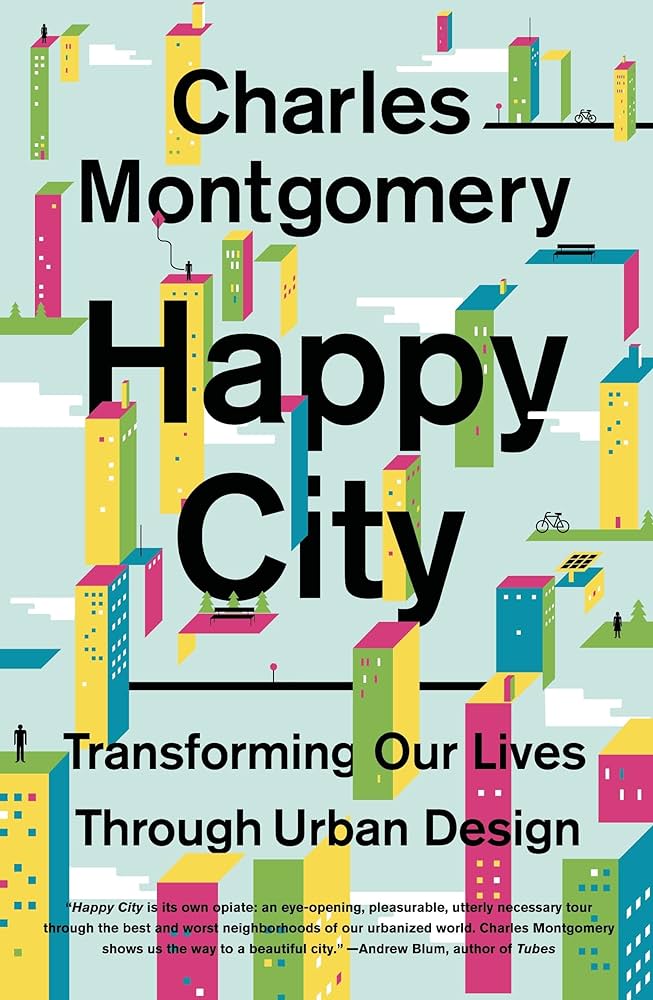 Charles
Montgomery
Happy
City
Transforming Our Lives
Through Urban Design
“Happy City is its own opiate: an eye-opening, pleasurable, utterly necessary tour
through the best and worst neighborhoods of our urbanized world. Charles Montgomery
shows us the way to a beautiful city.” —Andrew Blum, author of Tubes